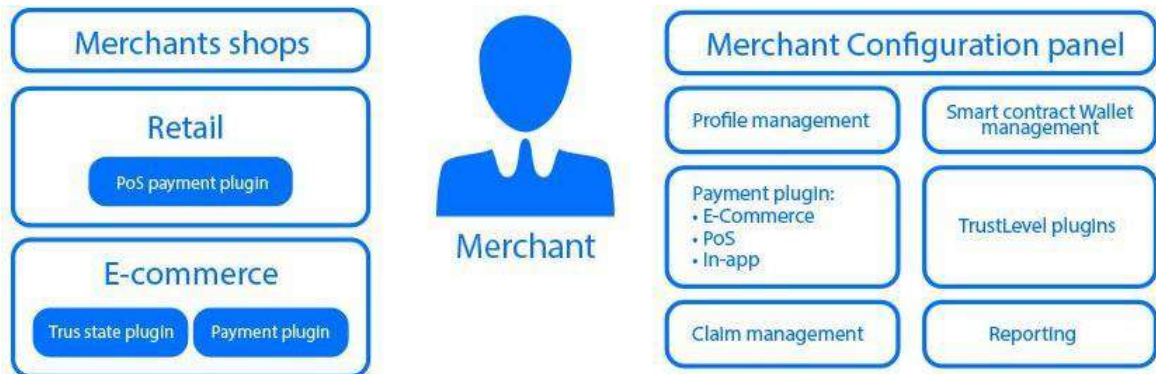 Merchants shops
Retail
PoS payment plugin
E-commerce
Trus state plugin
Payment plugin
Merchant
Merchant Configuration panel
Profile management
Smart contract Wallet
management
Payment plugin:
• E-Commerce
• PoS
• In-app
TrustLevel plugins
Claim management
Reporting